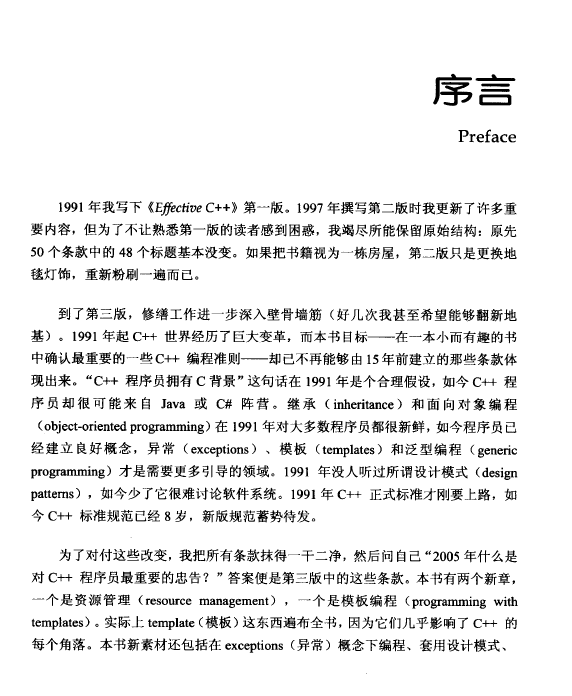 序言
Preface
1991 年我写下《Effective C++》第一版。1997 年撰写第二版时我更新了许多重
要内容，但为了不让熟悉第一版的读者感到困惑，我竭尽所能保留原始结构：原先
50 个条款中的 48 个标题基本没变。如果把书籍视为一栋房屋，第二版只是更换地
毯灯饰，重新粉刷一遍而已。
到了第三版，修缮工作进一步深入壁骨墙筋（好几次我甚至希望能够翻新地
基）。1991 年起 C++ 世界经历了巨大变革，而本书目标——在一本小而有趣的书
中确认最重要的一些 C++ 编程准则——却已不再能够由 15 年前建立的那些条款体
现出来。“C++ 程序员拥有 C 背景”这句话在 1991 年是个合理假设，如今 C++ 程
序员却很可能来自 Java 或 C# 阵营。继承（inheritance）和面向对象编程
（object-oriented programming）在 1991 年对大多数程序员都很新鲜，如今程序员已
经建立良好概念，异常（exceptions）、模板（templates）和泛型编程（generic
programming）才是需要更多引导的领域。1991 年没人听过所谓设计模式（design
patterns），如今少了它很难讨论软件系统。1991 年 C++ 正式标准才刚要上路，如
今 C++ 标准规范已经 8 岁，新版规范蓄势待发。
为了对付这些改变，我把所有条款抹得一干二净，然后问自己“2005 年什么是
对 C++ 程序员最重要的忠告？”答案便是第三版中的这些条款。本书有两个新章，
一个是资源管理（resource management），一个是模板编程（programming with
templates）。实际上 template（模板）这东西遍布全书，因为它们几乎影响了 C++ 的
每个角落。本书新素材还包括在 exceptions（异常）概念下编程、套用设计模式、